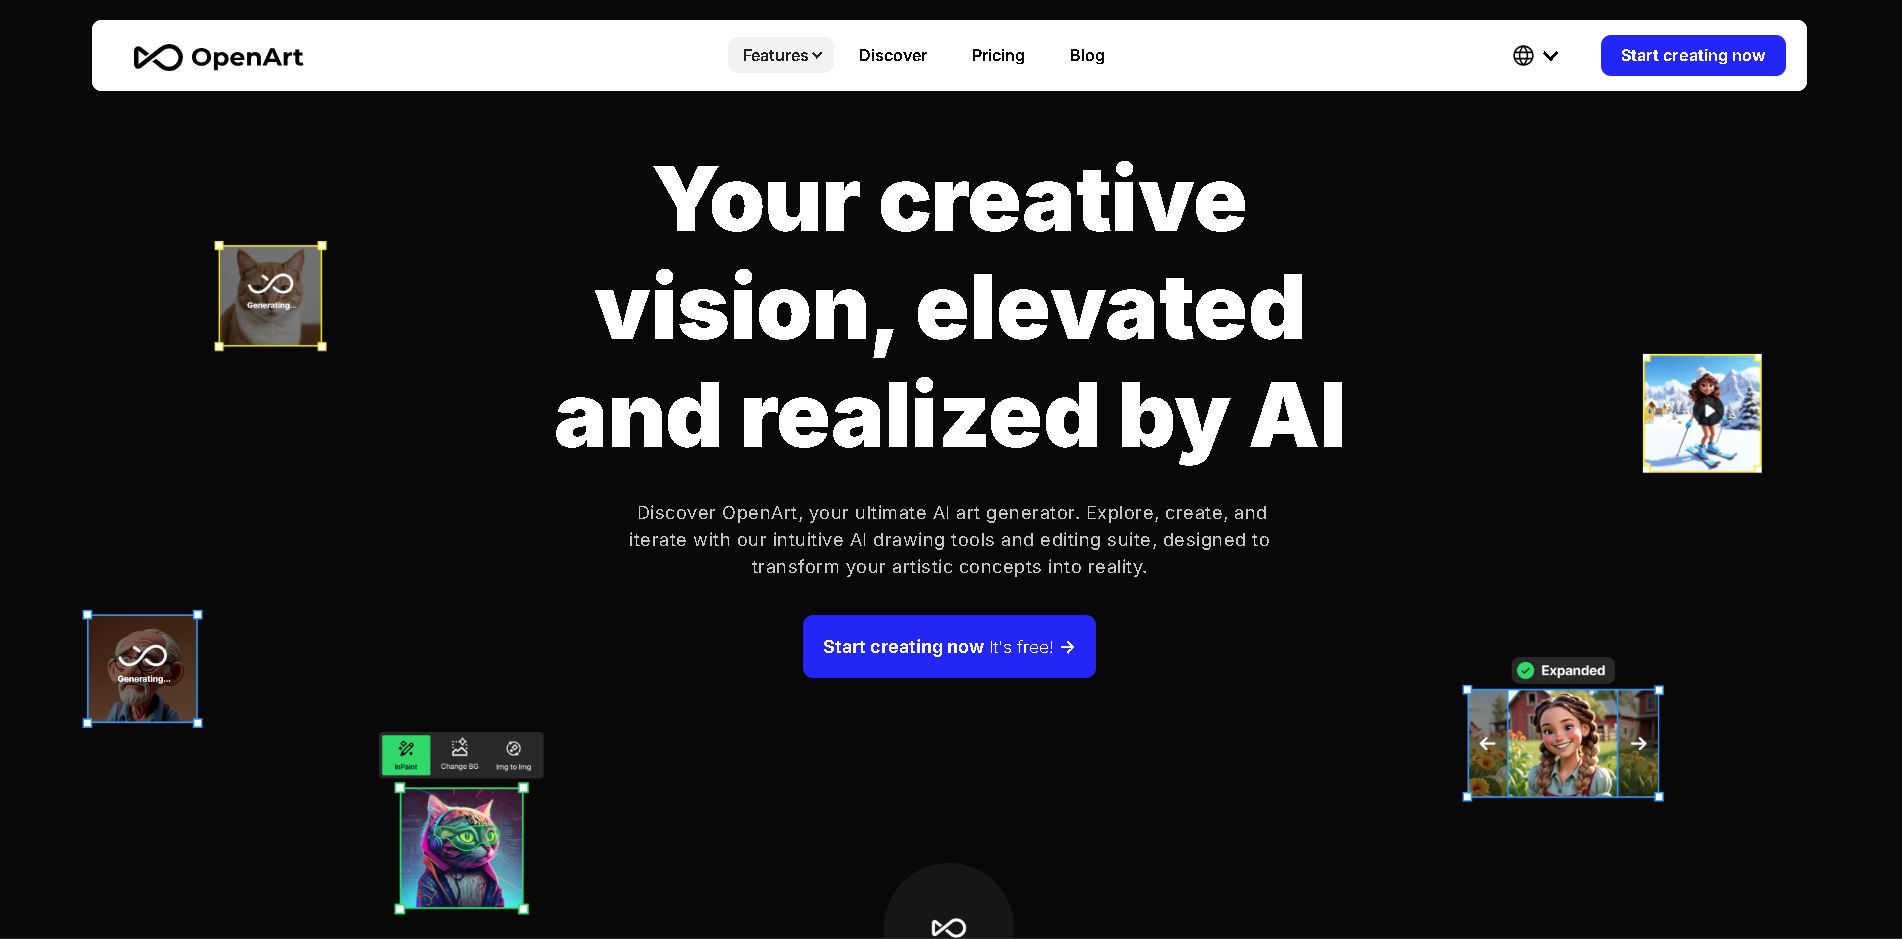 OpenArt
Features
Discover
Pricing
Blog
Start creating now
Your creative
vision, elevated
and realized by AI
Generating...
Discover OpenArt, your ultimate AI art generator. Explore, create, and
iterate with our intuitive AI drawing tools and editing suite, designed to
transform your artistic concepts into reality.
Start creating now It's free!
Generating...
Expanded
InPaint
Change BG
Img to Img